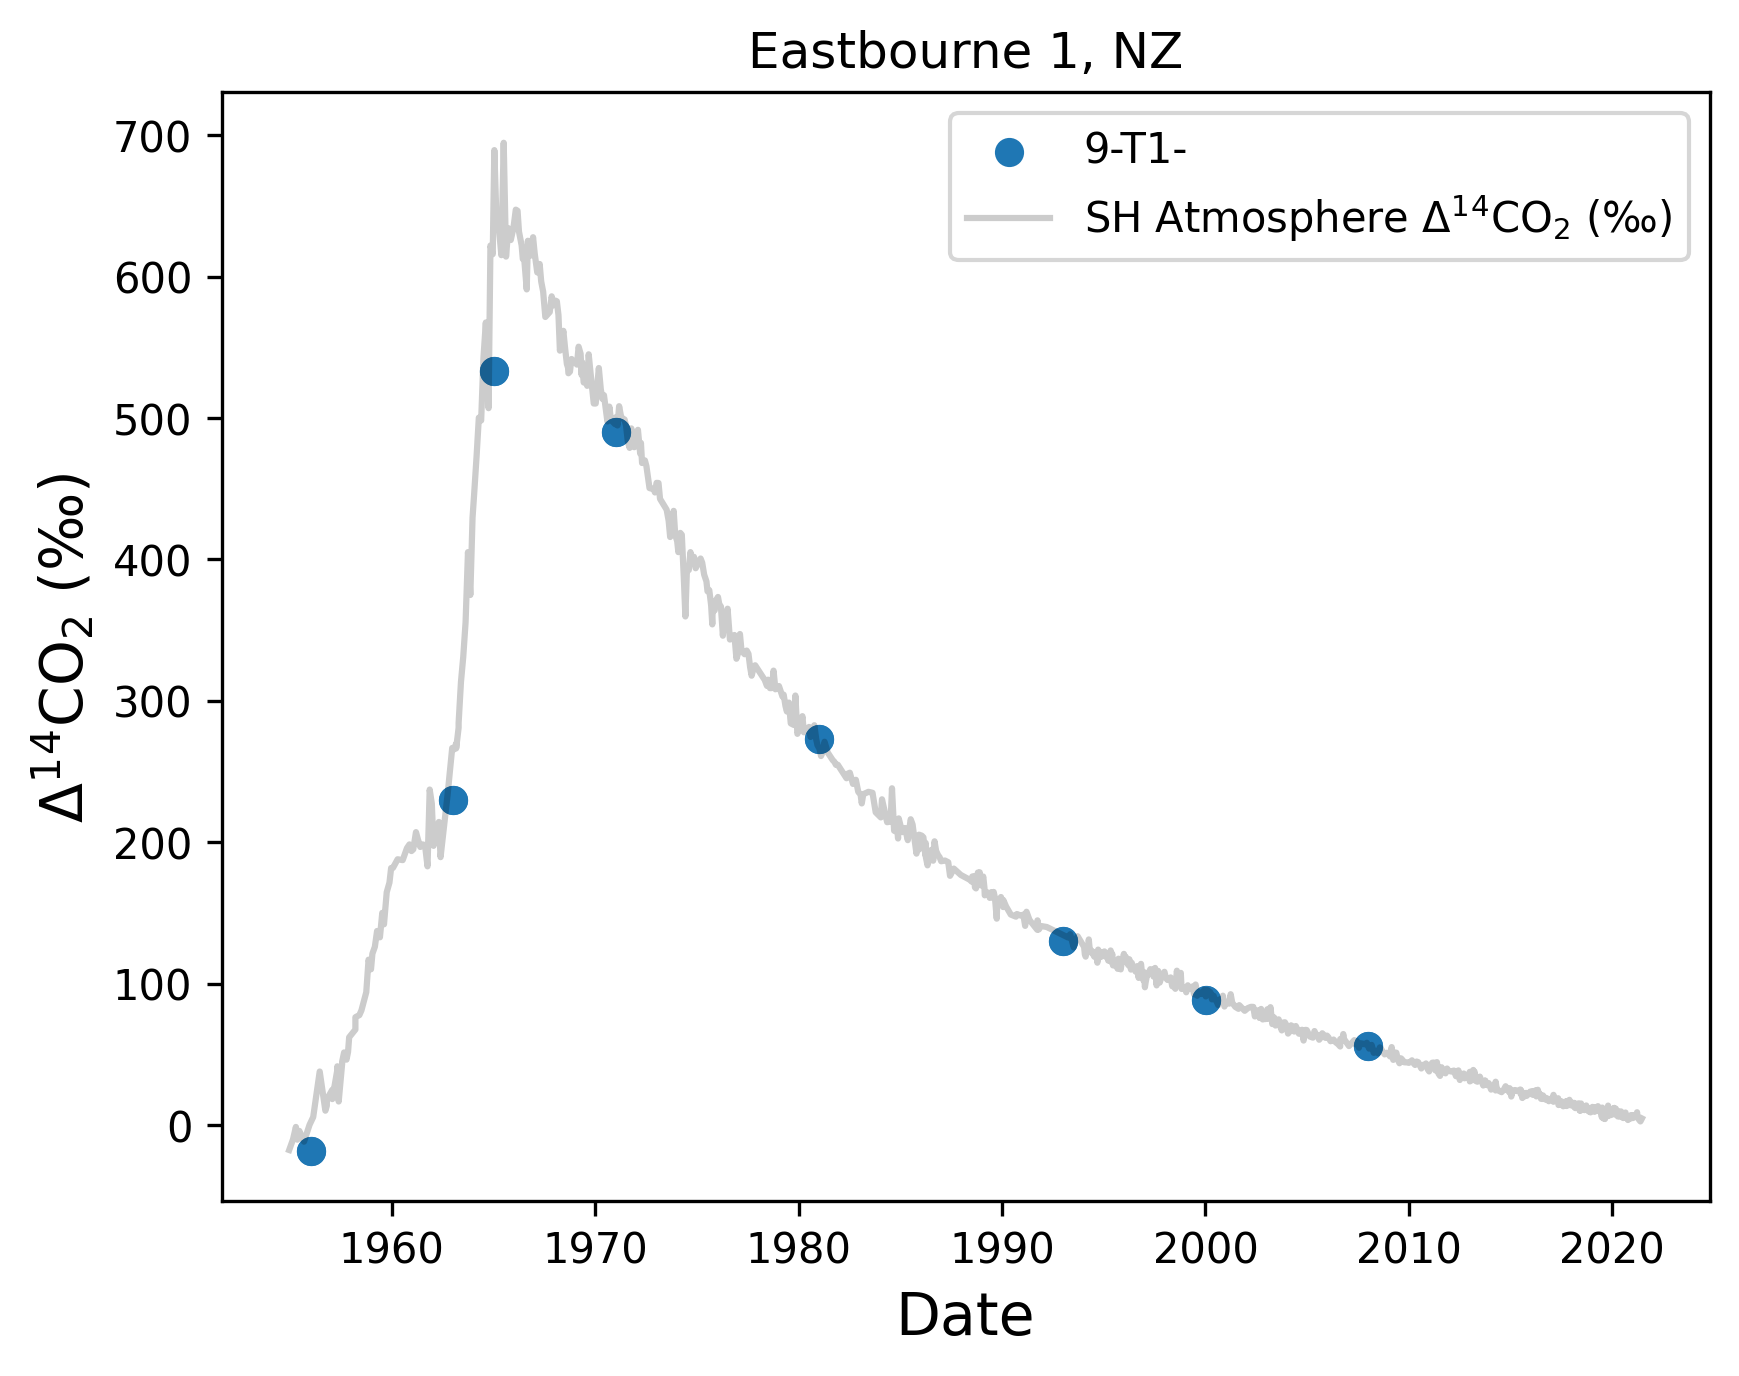 Eastbourne 1, NZ
9-T1-
SH Atmosphere Δ¹⁴CO₂ (‰)
Δ¹⁴CO₂ (‰)
700
600
500
400
300
200
100
0
1960 1970 1980 1990 2000 2010 2020
Date